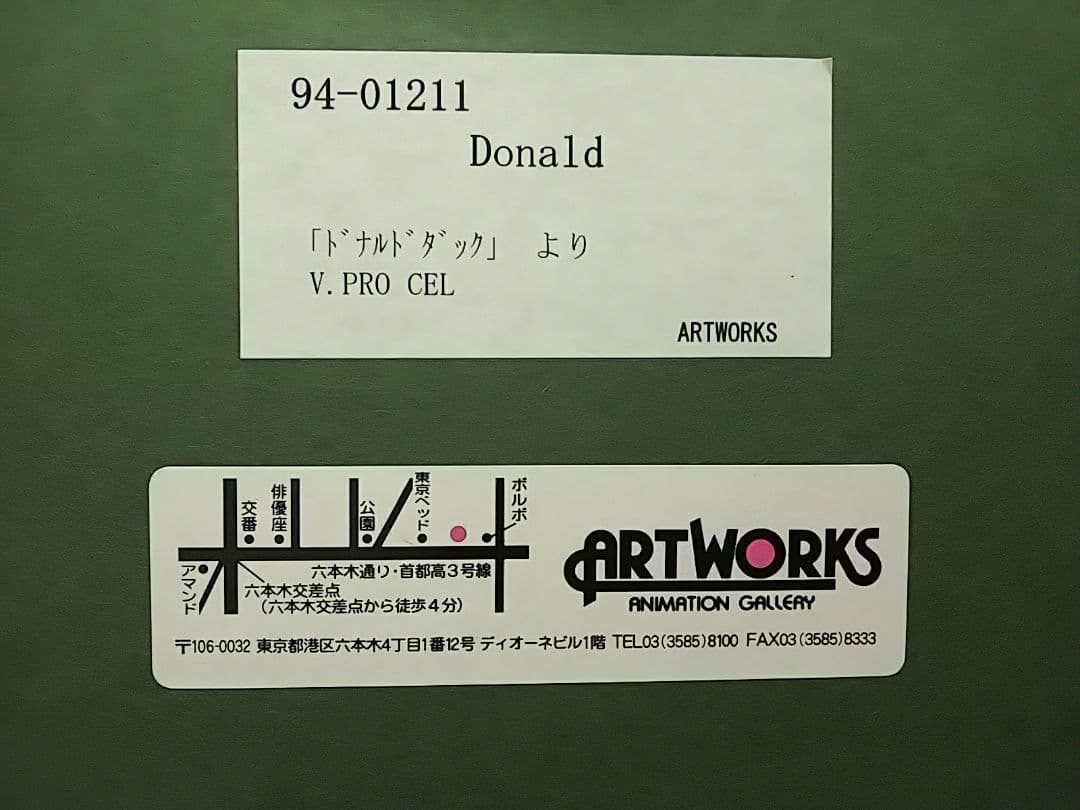 94-01211
Donald
「ﾄﾞﾅﾙﾄﾞﾀﾞｯｸ」 より
V.PRO CEL
ARTWORKS
交番
俳優座
公園
東京ベッド
ボルボ
アマンド
六本木通り・首都高3号線
六本木交差点
(六本木交差点から徒歩4分)
ARTWORKS
ANIMATION GALLERY
〒106-0032 東京都港区六本木4丁目1番12号 ディオーネビル1階 TEL03(3585)8100 FAX03(3585)8333